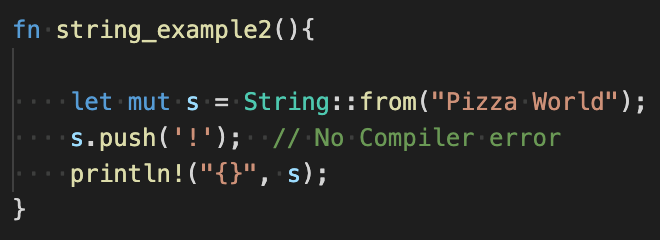 fn string_example2(){
    let mut s = String::from("Pizza World");
    s.push('!');  // No Compiler error
    println!("{}", s);
}